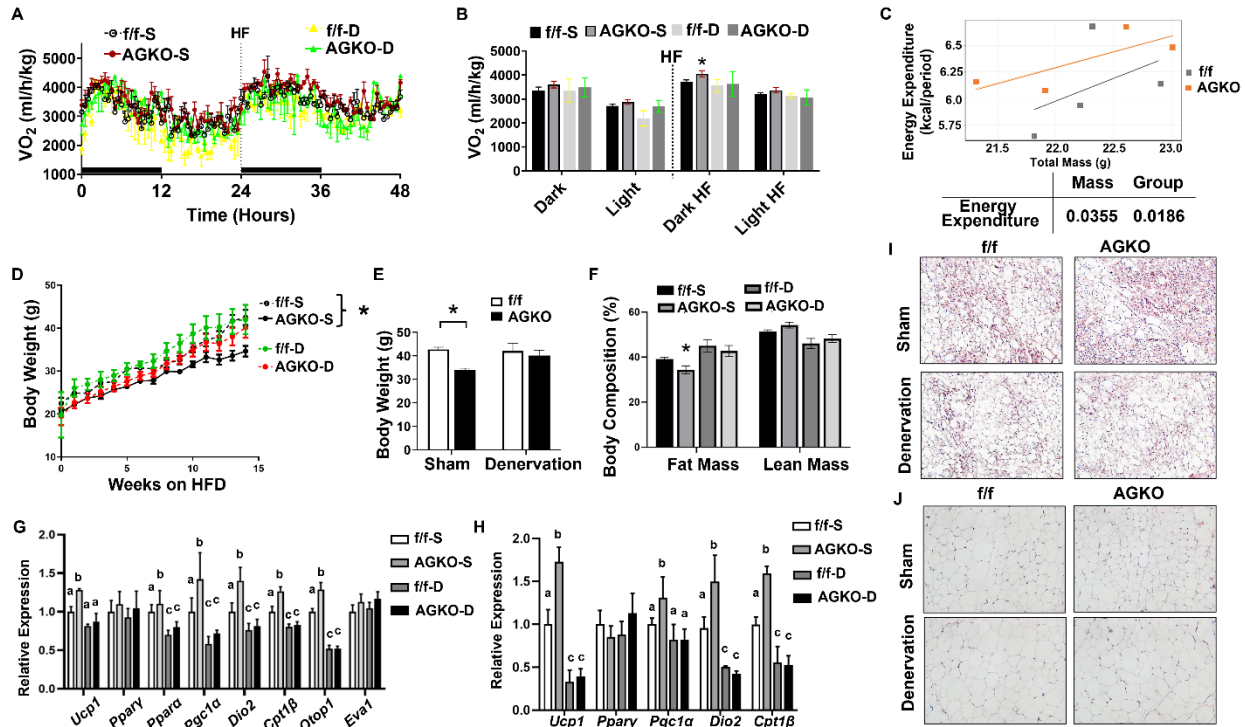 A
f/f-S
AGKO-S
HF
f/f-D
AGKO-D
VO2 (ml/h/kg)
5000
4000
3000
2000
1000
0 12 24 36 48
Time (Hours)
B
f/f-S AGKO-S f/f-D AGKO-D
HF
*
VO2 (ml/h/kg)
5000
4000
3000
2000
1000
0
Dark Light Dark HF Light HF
C
Energy Expenditure
(kcal/period)
6.5
6.25
6.0
5.75
21.5 22.0 22.5 23.0
Total Mass (g)
f/f
AGKO
Mass Group
Energy
Expenditure 0.0355 0.0186
D
Body Weight (g)
50
40
30
20
10
0 5 10 15
Weeks on HFD
f/f-S
AGKO-S
*
f/f-D
AGKO-D
E
f/f
AGKO
*
Body Weight (g)
50
40
30
20
10
0
Sham Denervation
F
f/f-S f/f-D
AGKO-S AGKO-D
*
Body Composition (%)
60
40
20
0
Fat Mass Lean Mass
G
f/f-S
AGKO-S
f/f-D
AGKO-D
Relative Expression
2.0
1.5
1.0
0.5
0.0
a b a a
a b c c
a b c c
a b c c
a b c c
a b c c
Ucp1 Pparγ Pparα Pgc1α Dio2 Cpt1β Otop1 Eva1
H
f/f-S
AGKO-S
f/f-D
AGKO-D
Relative Expression
2.0
1.5
1.0
0.5
0.0
a b c c
a b a a
a b c c
a b c c
Ucp1 Pparγ Pgc1α Dio2 Cpt1β
I
f/f AGKO
Sham
Denervation
J
f/f AGKO
Sham
Denervation